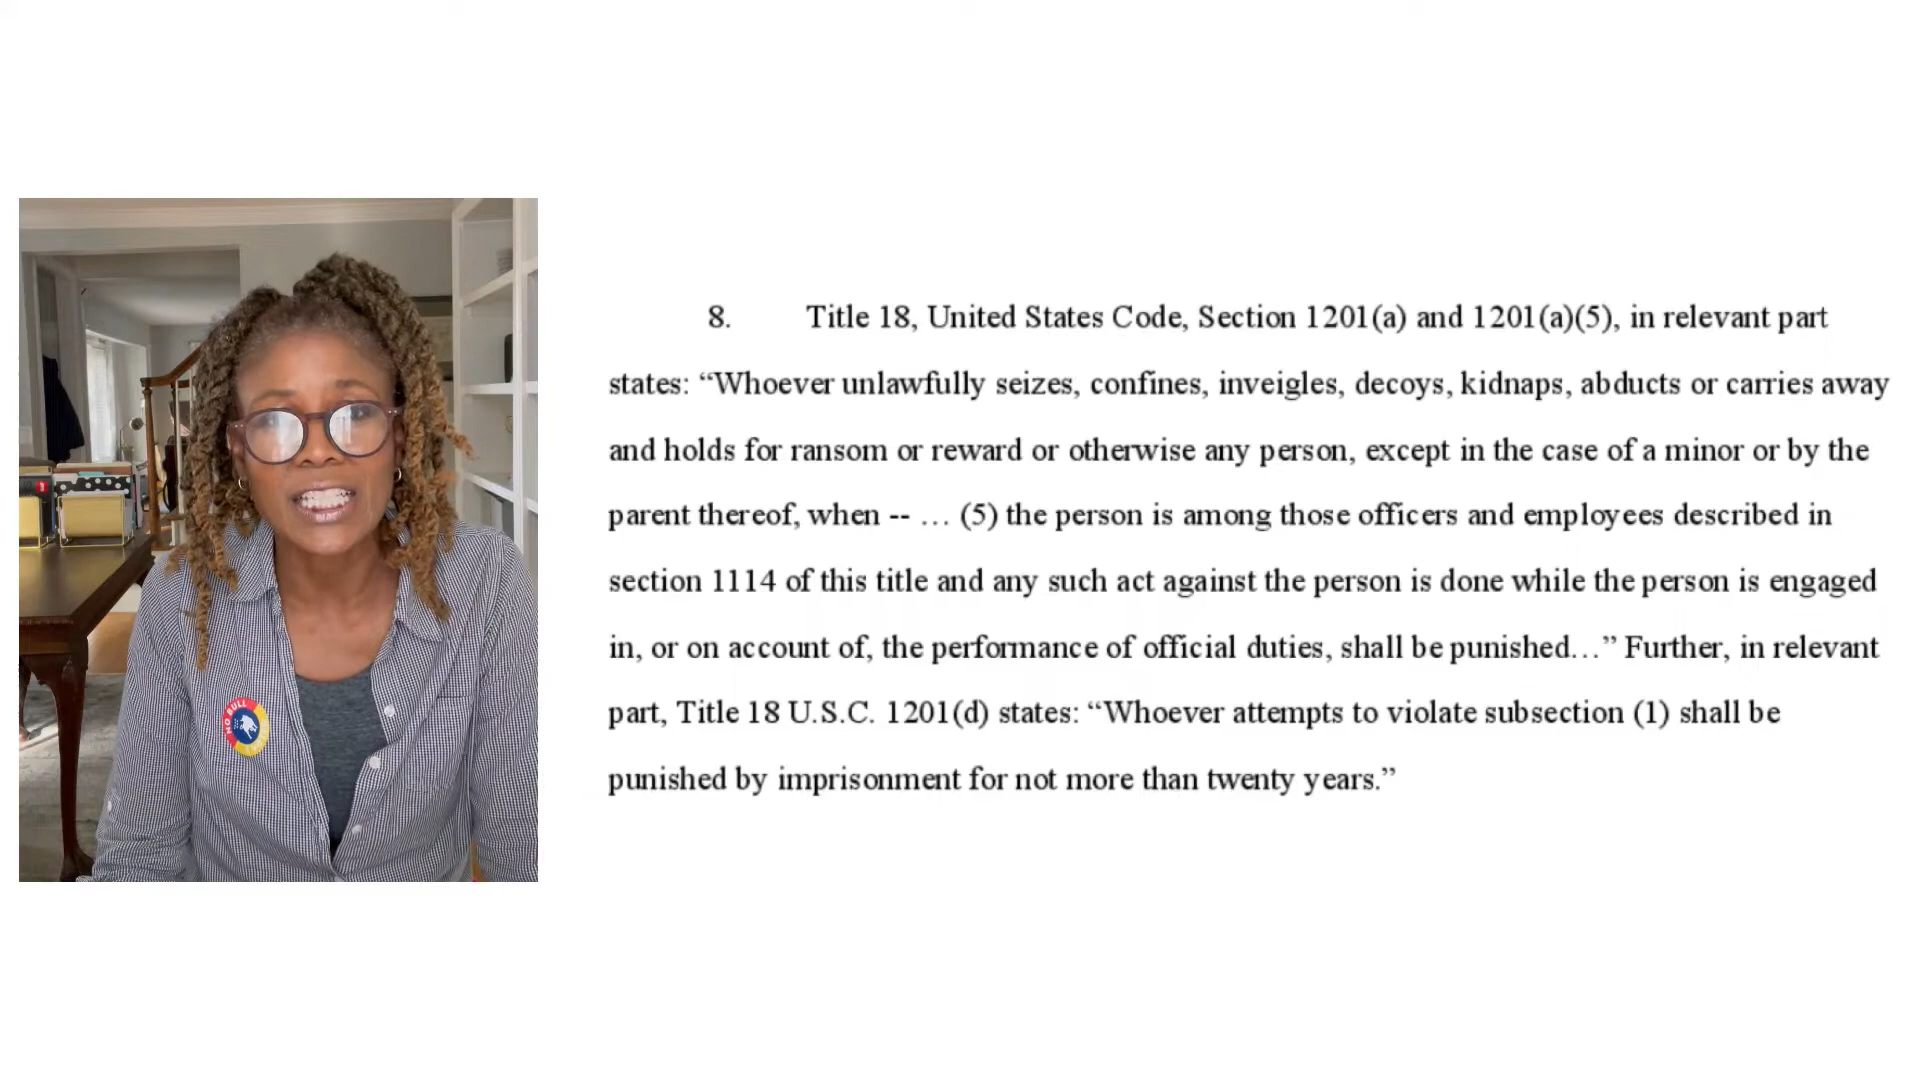 NO BULL
8. Title 18, United States Code, Section 1201(a) and 1201(a)(5), in relevant part
states: “Whoever unlawfully seizes, confines, inveigles, decoys, kidnaps, abducts or carries away
and holds for ransom or reward or otherwise any person, except in the case of a minor or by the
parent thereof, when -- … (5) the person is among those officers and employees described in
section 1114 of this title and any such act against the person is done while the person is engaged
in, or on account of, the performance of official duties, shall be punished…” Further, in relevant
part, Title 18 U.S.C. 1201(d) states: “Whoever attempts to violate subsection (1) shall be
punished by imprisonment for not more than twenty years.”